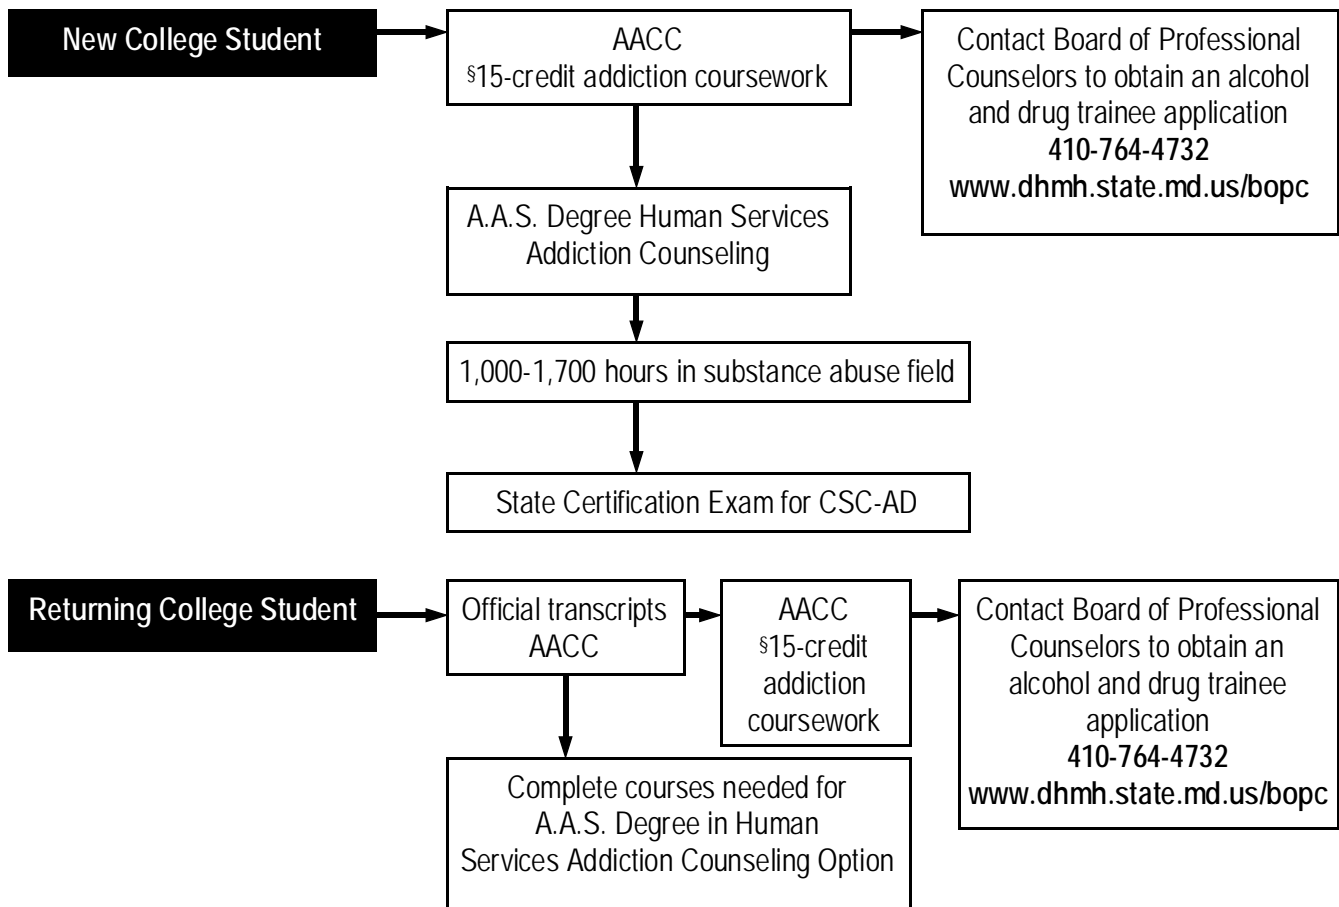 New College Student
AACC
§15-credit addiction coursework
Contact Board of Professional
Counselors to obtain an alcohol
and drug trainee application
410-764-4732
www.dhmh.state.md.us/bopc
A.A.S. Degree Human Services
Addiction Counseling
1,000-1,700 hours in substance abuse field
State Certification Exam for CSC-AD
Returning College Student
Official transcripts
AACC
AACC
§15-credit
addiction
coursework
Contact Board of Professional
Counselors to obtain an
alcohol and drug trainee
application
410-764-4732
www.dhmh.state.md.us/bopc
Complete courses needed for
A.A.S. Degree in Human
Services Addiction Counseling Option